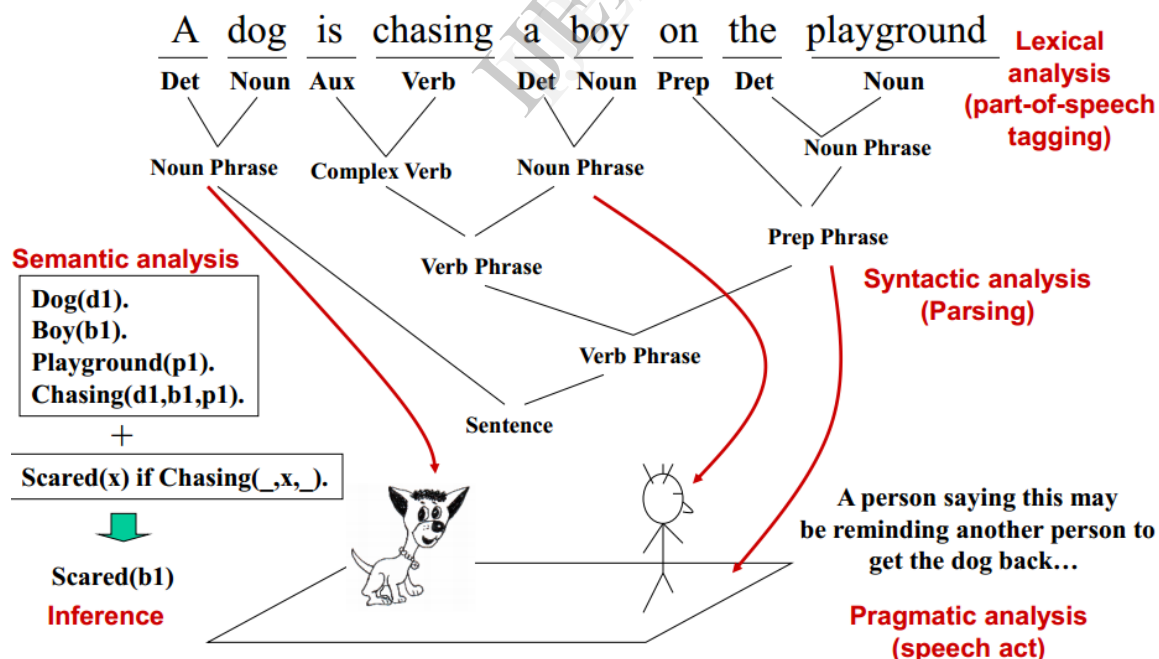 A dog is chasing a boy on the playground
Det Noun Aux Verb Det Noun Prep Det Noun
Lexical
analysis
(part-of-speech
tagging)
Noun Phrase Complex Verb Noun Phrase Noun Phrase
Verb Phrase Prep Phrase
Syntactic analysis
(Parsing)
Verb Phrase
Sentence
Semantic analysis
Dog(d1).
Boy(b1).
Playground(p1).
Chasing(d1,b1,p1).
+
Scared(x) if Chasing(_,x,_).
Scared(b1)
Inference
A person saying this may
be reminding another person to
get the dog back…
Pragmatic analysis
(speech act)